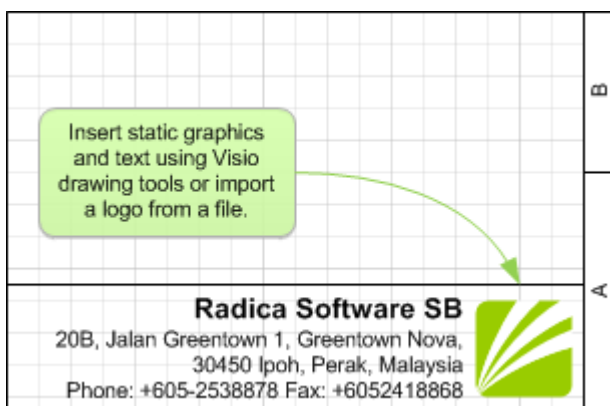 B
Insert static graphics
and text using Visio
drawing tools or import
a logo from a file.
A
Radica Software SB
20B, Jalan Greentown 1, Greentown Nova,
30450 Ipoh, Perak, Malaysia
Phone: +605-2538878 Fax: +6052418868